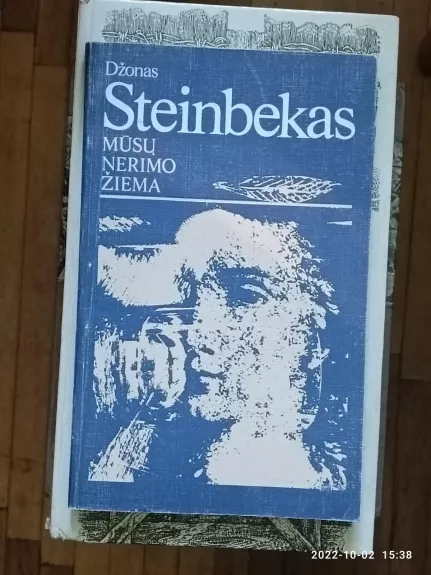 Džonas
Steinbekas
MŪSŲ
NERIMO
ŽIEMA
2022-10-02 15:38